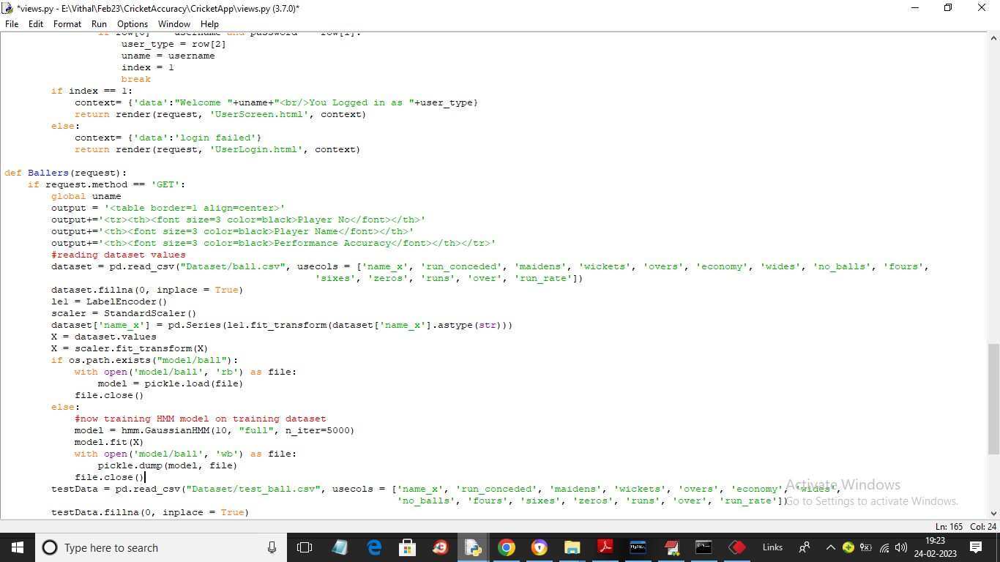 *views.py - E:\Vithal\Feb23\CricketAccuracy\CricketApp\views.py (3.7.0)*
File Edit Format Run Options Window Help
user_type = row[2]
uname = username
index = 1
break
if index == 1:
context= {'data':"Welcome "+uname+"<br/>You Logged in as "+user_type}
return render(request, 'UserScreen.html', context)
else:
context= {'data':'login failed'}
return render(request, 'UserLogin.html', context)
def Ballers(request):
if request.method == 'GET':
global uname
output = '<table border=1 align=center>'
output+='<tr><th><font size=3 color=black>Player No</font></th>'
output+='<th><font size=3 color=black>Player Name</font></th>'
output+='<th><font size=3 color=black>Performance Accuracy</font></th></tr>'
#reading dataset values
dataset = pd.read_csv("Dataset/ball.csv", usecols = ['name_x', 'run_conceded', 'maidens', 'wickets', 'overs', 'economy', 'wides', 'no_balls', 'fours',
'sixes', 'zeros', 'runs', 'over', 'run_rate'])
dataset.fillna(0, inplace = True)
le1 = LabelEncoder()
scaler = StandardScaler()
dataset['name_x'] = pd.Series(le1.fit_transform(dataset['name_x'].astype(str)))
X = dataset.values
X = scaler.fit_transform(X)
if os.path.exists("model/ball"):
with open('model/ball', 'rb') as file:
model = pickle.load(file)
file.close()
else:
#now training HMM model on training dataset
model = hmm.GaussianHMM(10, "full", n_iter=5000)
model.fit(X)
with open('model/ball', 'wb') as file:
pickle.dump(model, file)
file.close()
testData = pd.read_csv("Dataset/test_ball.csv", usecols = ['name_x', 'run_conceded', 'maidens', 'wickets', 'overs', 'economy', 'wides',
'no_balls', 'fours', 'sixes', 'zeros', 'runs', 'over', 'run_rate'])
testData.fillna(0, inplace = True)
Activate Windows
Go to Settings to activate Windows.
Ln: 165 Col: 24
Type here to search
Links
19:23
24-02-2023